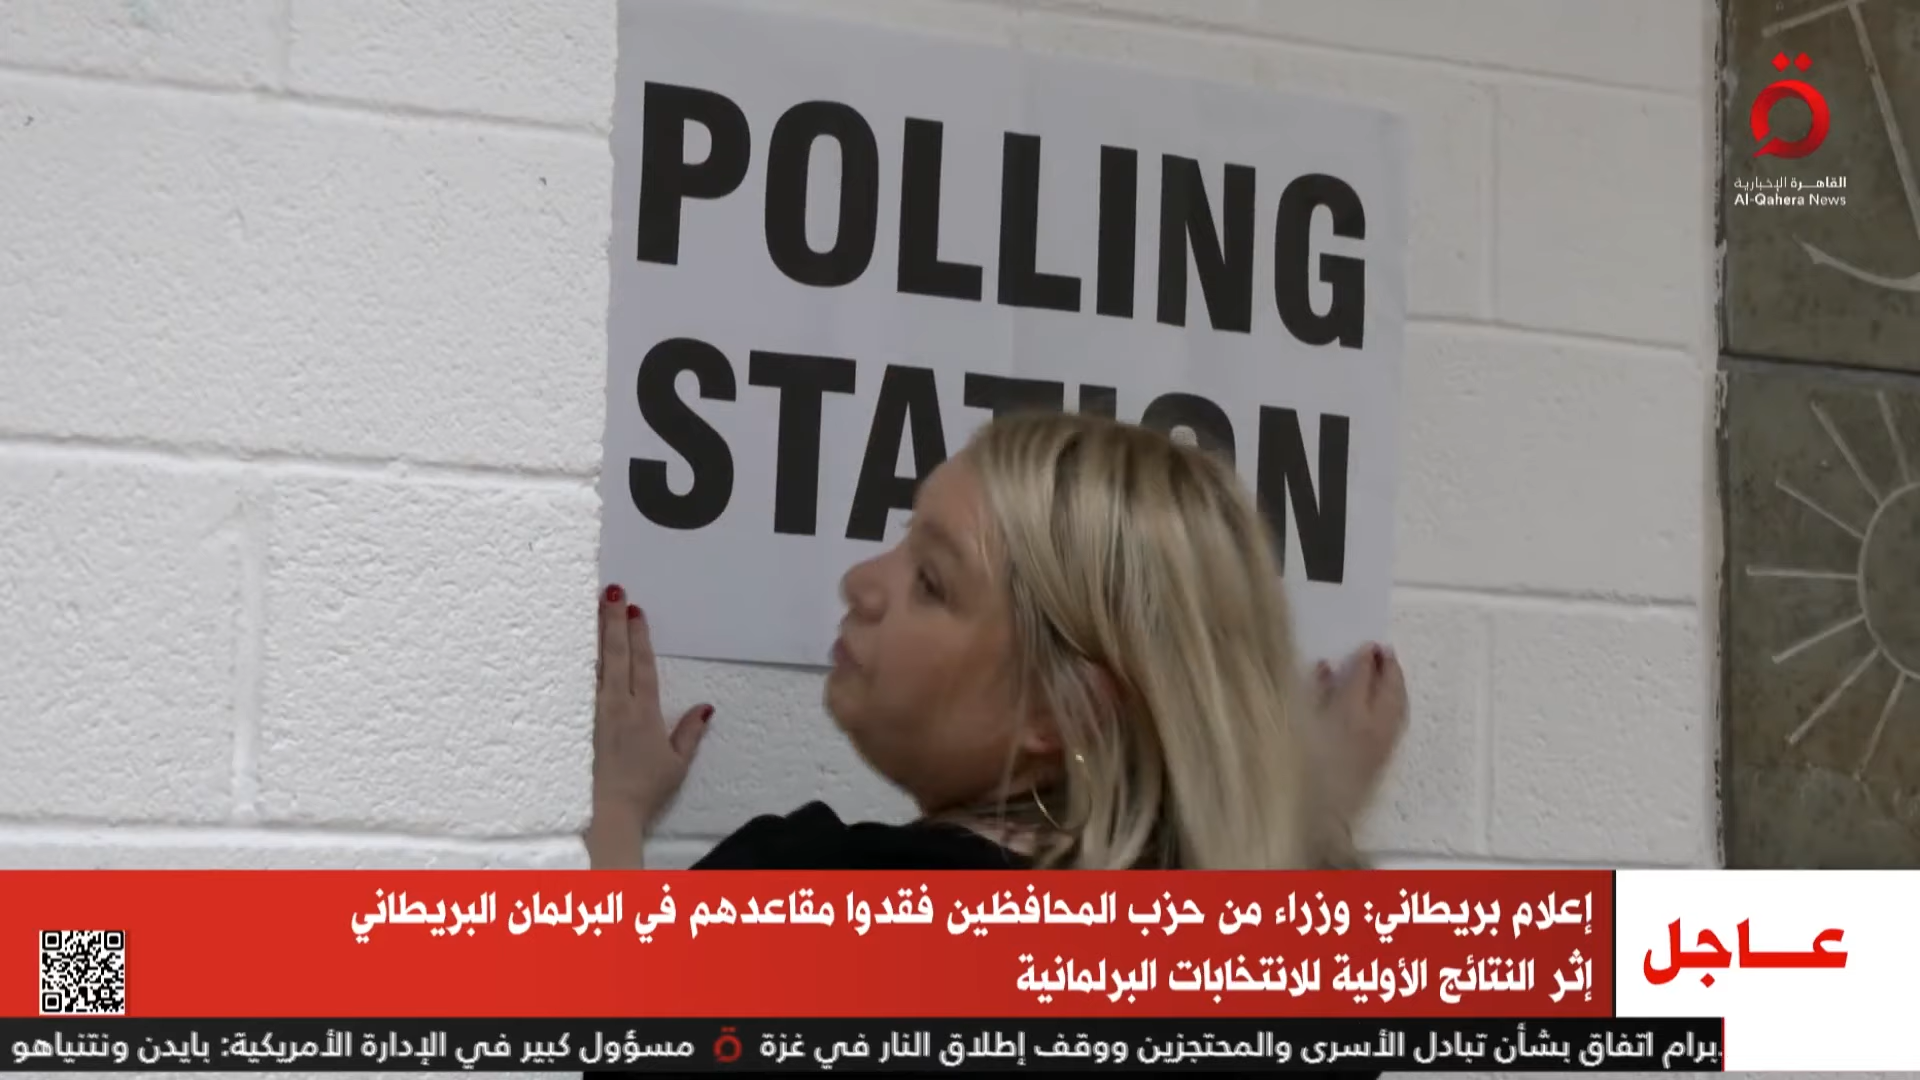 POLLING
STATION
القاهرة الإخبارية
Al-Qahera News
إعلام بريطاني: وزراء من حزب المحافظين فقدوا مقاعدهم في البرلمان البريطاني
إثر النتائج الأولية للانتخابات البرلمانية
عاجل
برام اتفاق بشأن تبادل الأسرى والمحتجزين ووقف إطلاق النار في غزة مسؤول كبير في الإدارة الأمريكية: بايدن ونتنياهو